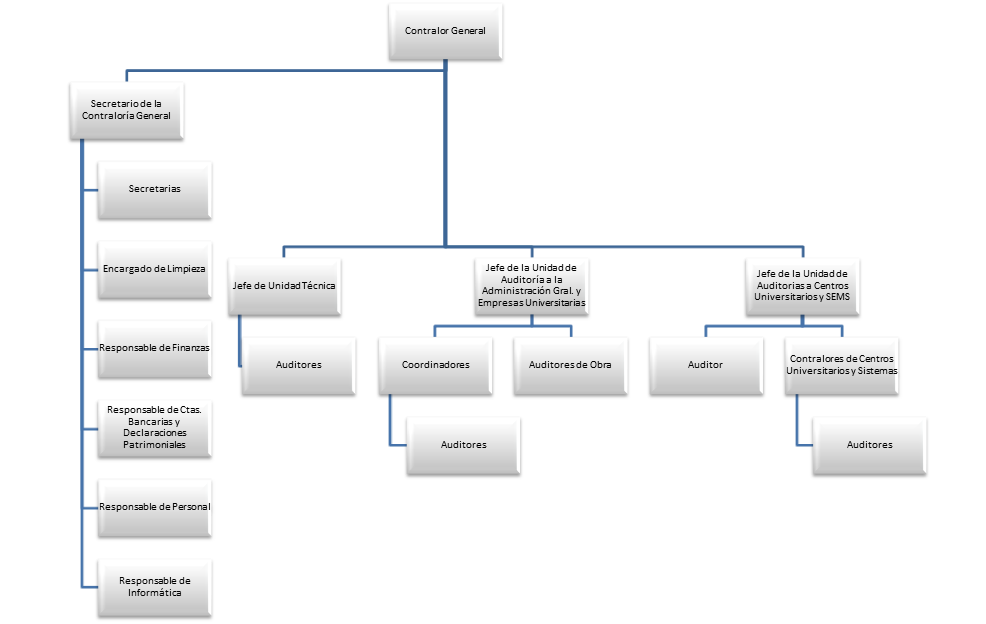 Contralor General
Secretario de la
Contraloría General
Secretarias
Encargado de Limpieza
Responsable de Finanzas
Responsable de Ctas.
Bancarias y
Declaraciones
Patrimoniales
Responsable de Personal
Responsable de
Informática
Jefe de Unidad Técnica
Auditores
Jefe de la Unidad de
Auditoría a la
Administración Gral. y
Empresas Universitarias
Coordinadores
Auditores
Auditores de Obra
Jefe de la Unidad de
Auditorias a Centros
Universitarios y SEMS
Auditor
Contralores de Centros
Universitarios y Sistemas
Auditores